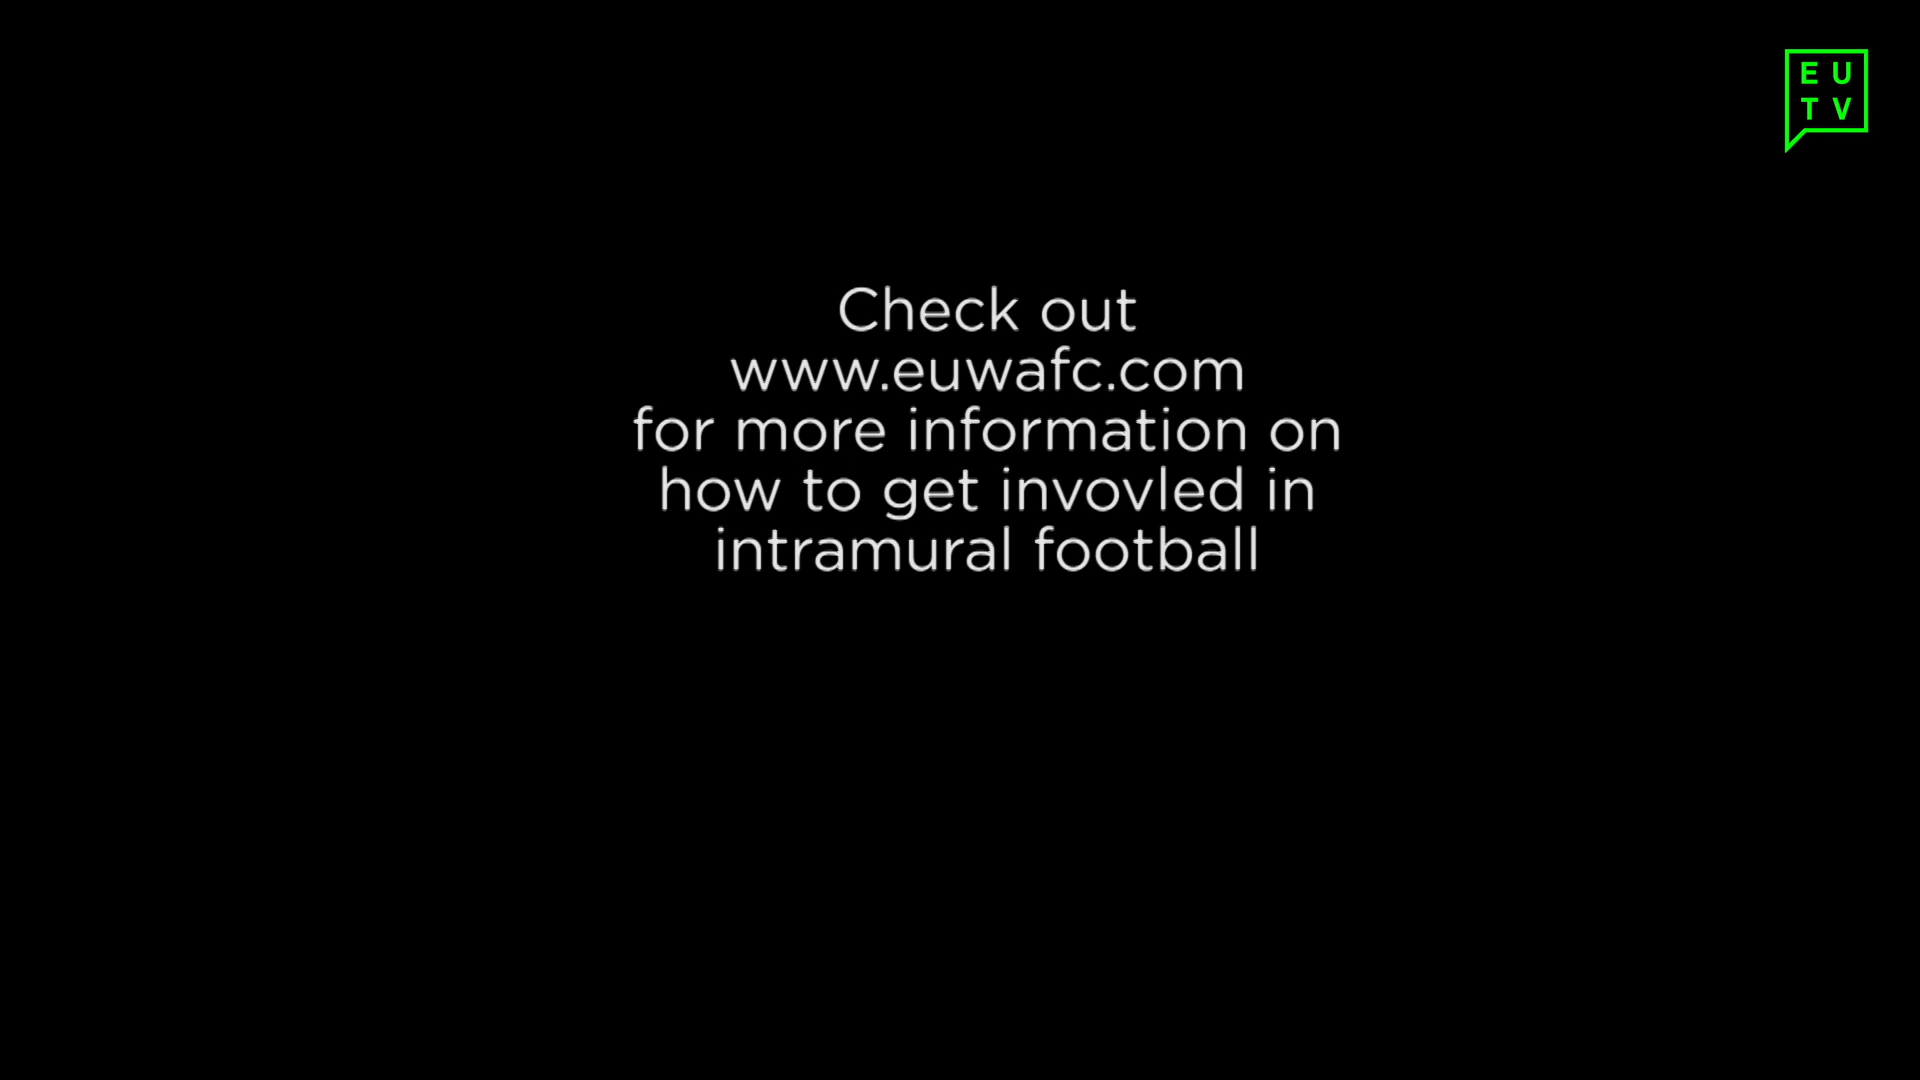 E U
T V
Check out
www.euwafc.com
for more information on
how to get invovled in
intramural football